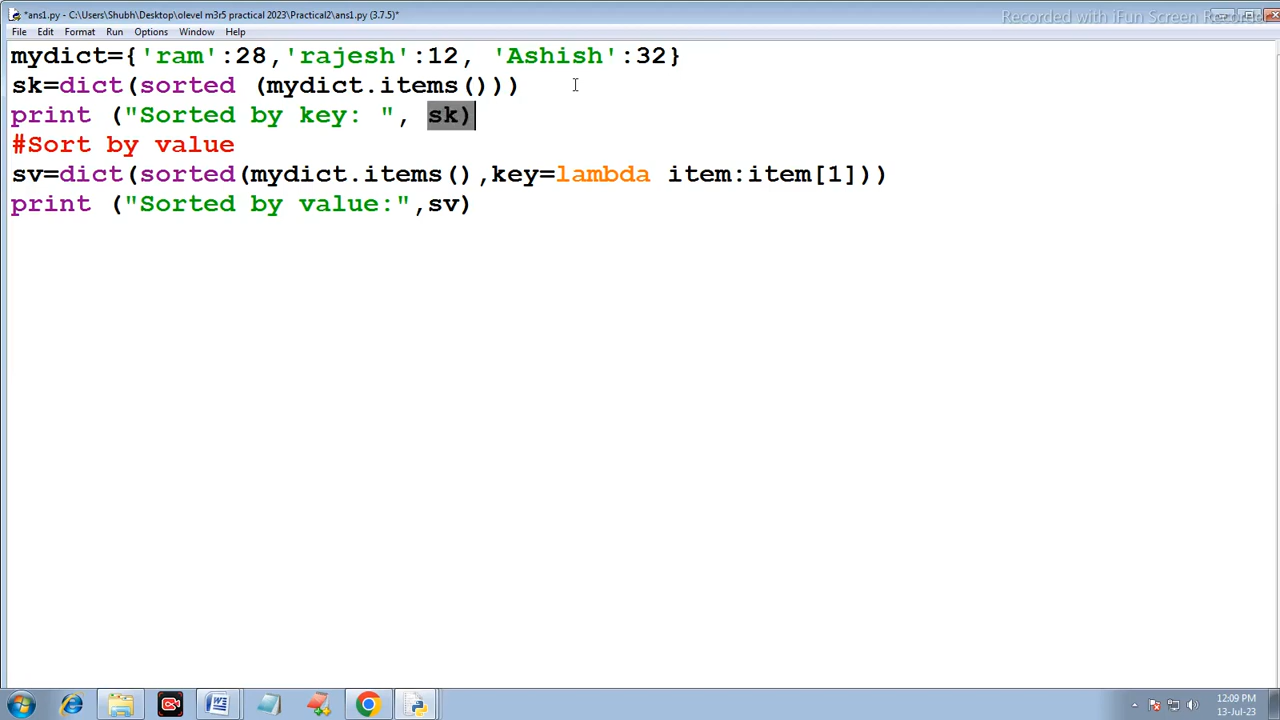 *ans1.py - C:\Users\Shubh\Desktop\olevel m3r5 practical 2023\Practical2\ans1.py (3.7.5)*
Recorded with iFun Screen Recorder
File Edit Format Run Options Window Help
mydict={'ram':28,'rajesh':12, 'Ashish':32}
sk=dict(sorted (mydict.items()))
print ("Sorted by key: ", sk)
#Sort by value
sv=dict(sorted(mydict.items(),key=lambda item:item[1]))
print ("Sorted by value:",sv)
12:09 PM
13-Jul-23